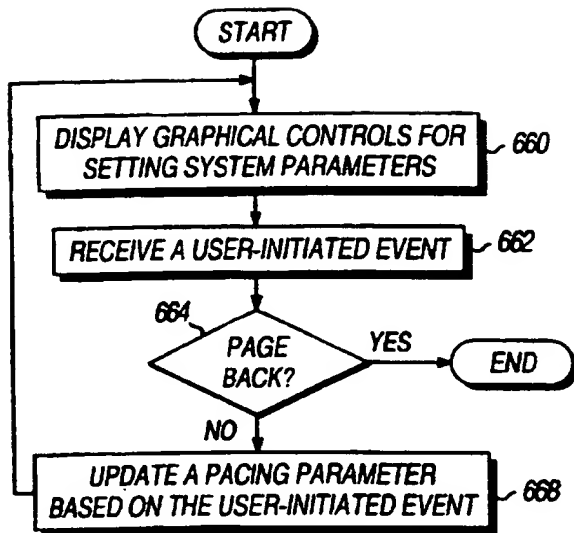 START
DISPLAY GRAPHICAL CONTROLS FOR
SETTING SYSTEM PARAMETERS
660
RECEIVE A USER-INITIATED EVENT
662
664
PAGE
BACK?
YES
END
NO
UPDATE A PACING PARAMETER
BASED ON THE USER-INITIATED EVENT
668